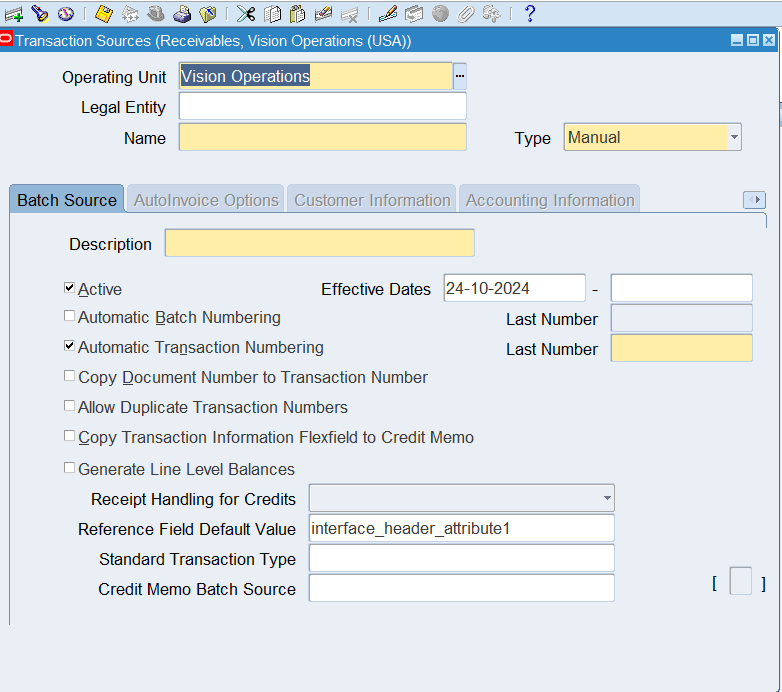 Transaction Sources (Receivables, Vision Operations (USA))
Operating Unit Vision Operations ...
Legal Entity
Name Type Manual
Batch Source AutoInvoice Options Customer Information Accounting Information
Description
Active Effective Dates 24-10-2024 -
Automatic Batch Numbering Last Number
Automatic Transaction Numbering Last Number
Copy Document Number to Transaction Number
Allow Duplicate Transaction Numbers
Copy Transaction Information Flexfield to Credit Memo
Generate Line Level Balances
Receipt Handling for Credits
Reference Field Default Value interface_header_attribute1
Standard Transaction Type
Credit Memo Batch Source [ ]